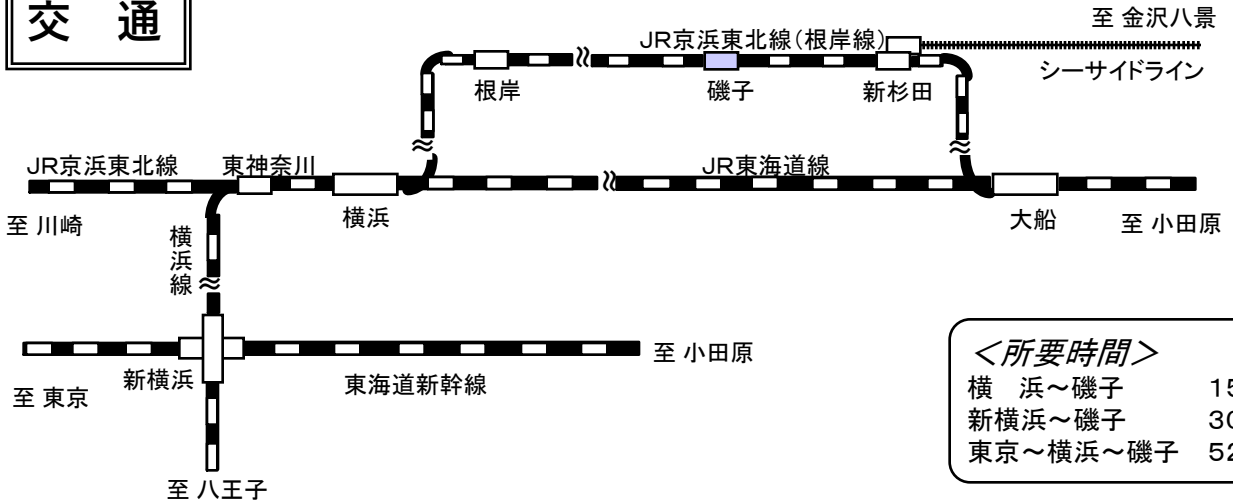 交　通
至 金沢八景
JR京浜東北線(根岸線)
シーサイドライン
根岸
磯子
新杉田
JR京浜東北線
東神奈川
JR東海道線
至 川崎
横浜
大船
至 小田原
横浜線
至 小田原
新横浜
東海道新幹線
至 東京
至 八王子
＜所要時間＞
横　浜～磯子　15
新横浜～磯子　30
東京～横浜～磯子　52